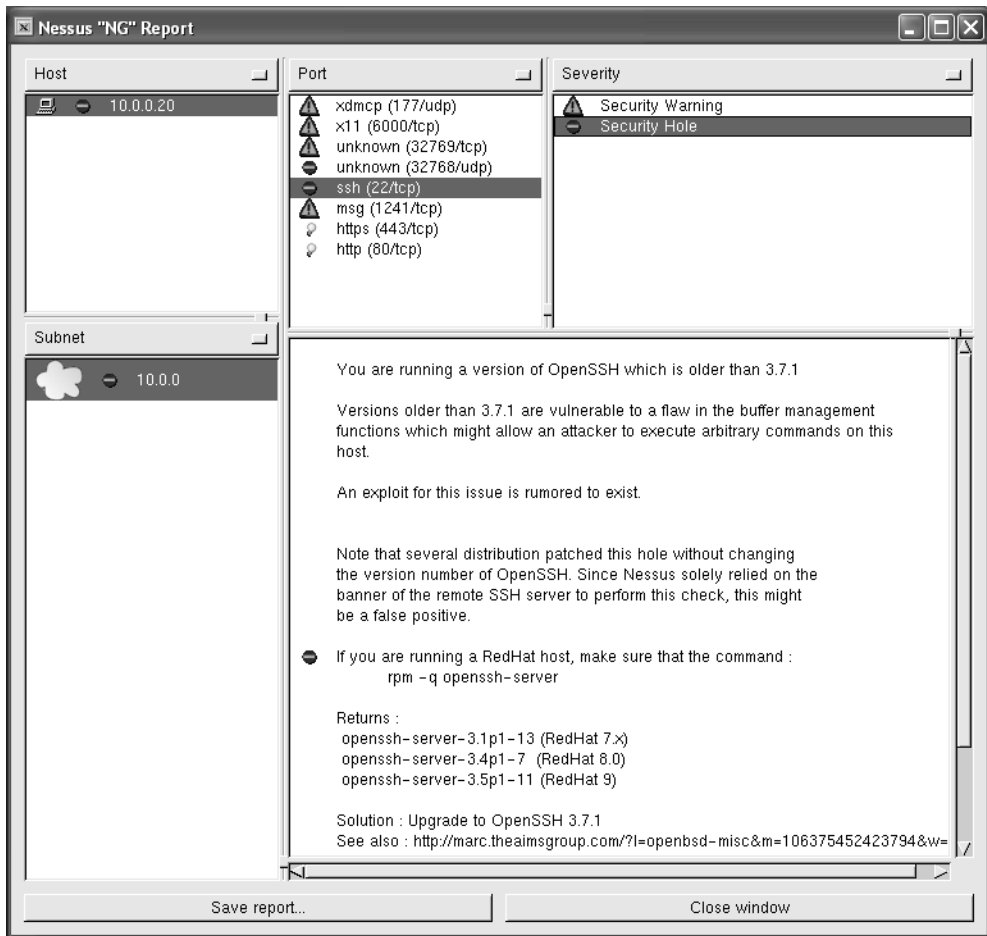 Nessus "NG" Report
Host
10.0.0.20
Port
xdmcp (177/udp)
x11 (6000/tcp)
unknown (32769/tcp)
unknown (32768/udp)
ssh (22/tcp)
msg (1241/tcp)
https (443/tcp)
http (80/tcp)
Severity
Security Warning
Security Hole
Subnet
10.0.0
You are running a version of OpenSSH which is older than 3.7.1
Versions older than 3.7.1 are vulnerable to a flaw in the buffer management
functions which might allow an attacker to execute arbitrary commands on this
host.
An exploit for this issue is rumored to exist.
Note that several distribution patched this hole without changing
the version number of OpenSSH. Since Nessus solely relied on the
banner of the remote SSH server to perform this check, this might
be a false positive.
If you are running a RedHat host, make sure that the command :
rpm -q openssh-server
Returns :
openssh-server-3.1p1-13 (RedHat 7.x)
openssh-server-3.4p1-7 (RedHat 8.0)
openssh-server-3.5p1-11 (RedHat 9)
Solution : Upgrade to OpenSSH 3.7.1
See also : http://marc.theaimsgroup.com/?l=openbsd-misc&m=106375452423794&w=
Save report...
Close window